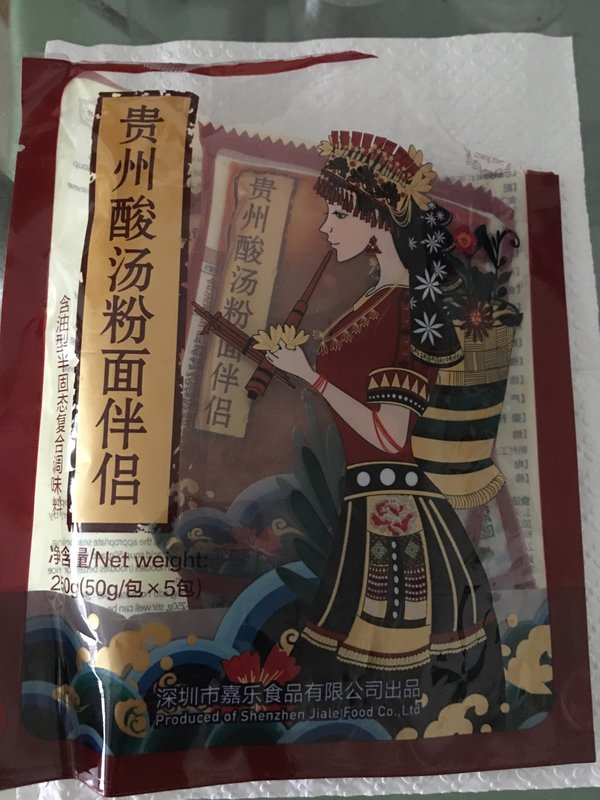 贵州酸汤粉面伴侣
含油型半固态复合调味料
净含量/Net weight:
250g(50g/包×5包)
贵州酸汤粉面伴侣
深圳市嘉乐食品有限公司出品
Produced of Shenzhen Jiale Food Co.,Ltd